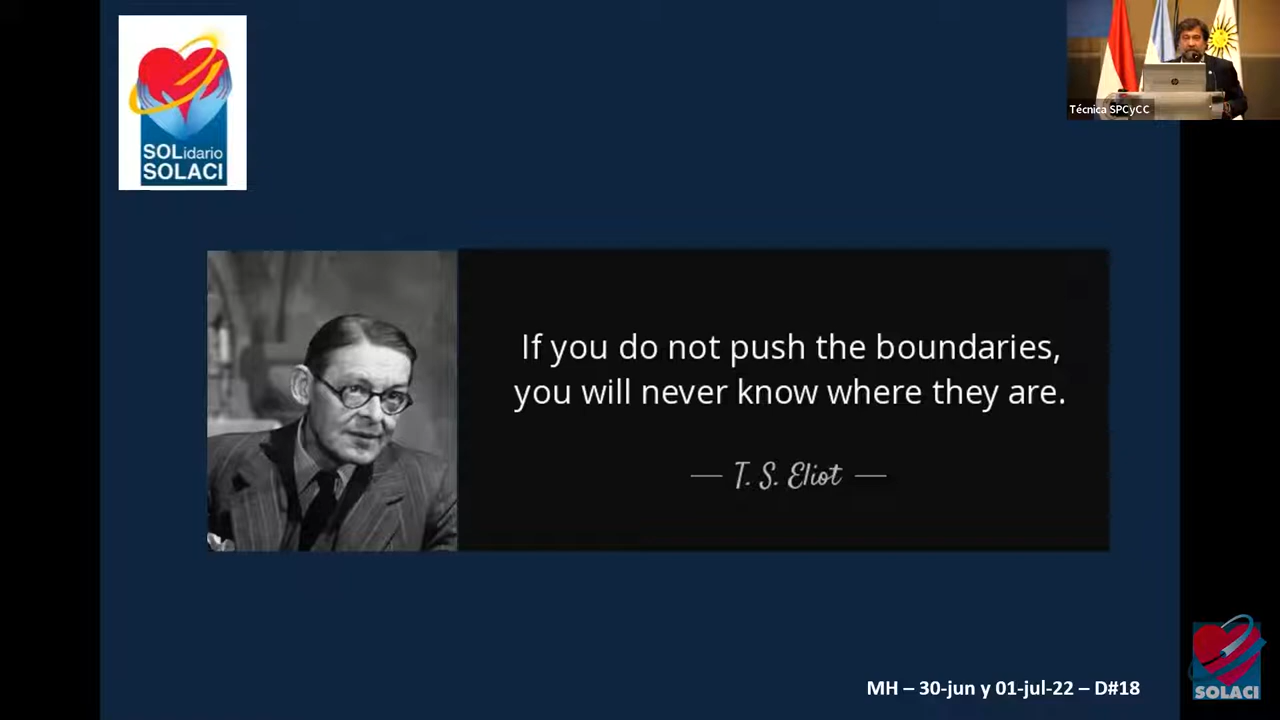 SOLidario
SOLACI
Técnica SPCyCC
If you do not push the boundaries,
you will never know where they are.
— T. S. Eliot —
MH – 30-jun y 01-jul-22 – D#18
SOLACI